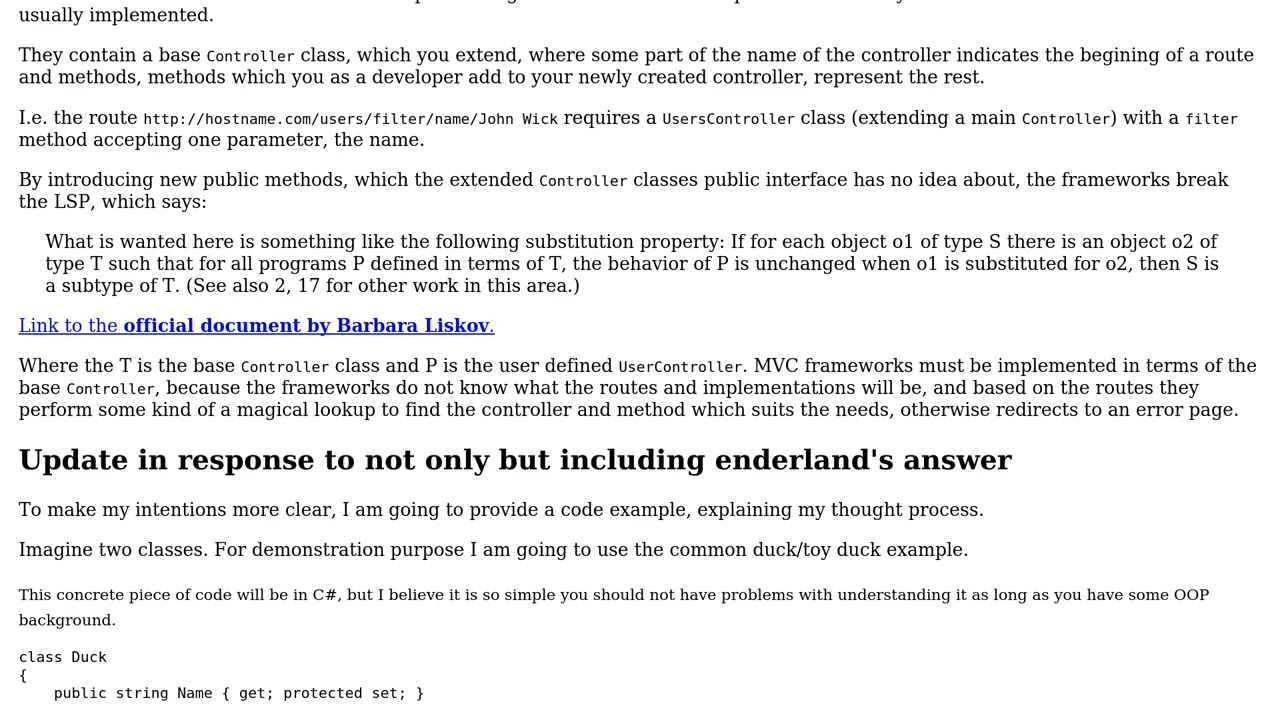 usually implemented.
They contain a base Controller class, which you extend, where some part of the name of the controller indicates the begining of a route
and methods, methods which you as a developer add to your newly created controller, represent the rest.
I.e. the route http://hostname.com/users/filter/name/John Wick requires a UsersController class (extending a main Controller) with a filter
method accepting one parameter, the name.
By introducing new public methods, which the extended Controller classes public interface has no idea about, the frameworks break
the LSP, which says:
What is wanted here is something like the following substitution property: If for each object o1 of type S there is an object o2 of
type T such that for all programs P defined in terms of T, the behavior of P is unchanged when o1 is substituted for o2, then S is
a subtype of T. (See also 2, 17 for other work in this area.)
Link to the official document by Barbara Liskov.
Where the T is the base Controller class and P is the user defined UserController. MVC frameworks must be implemented in terms of the
base Controller, because the frameworks do not know what the routes and implementations will be, and based on the routes they
perform some kind of a magical lookup to find the controller and method which suits the needs, otherwise redirects to an error page.
Update in response to not only but including enderland's answer
To make my intentions more clear, I am going to provide a code example, explaining my thought process.
Imagine two classes. For demonstration purpose I am going to use the common duck/toy duck example.
This concrete piece of code will be in C#, but I believe it is so simple you should not have problems with understanding it as long as you have some OOP
background.
class Duck
{
    public string Name { get; protected set; }